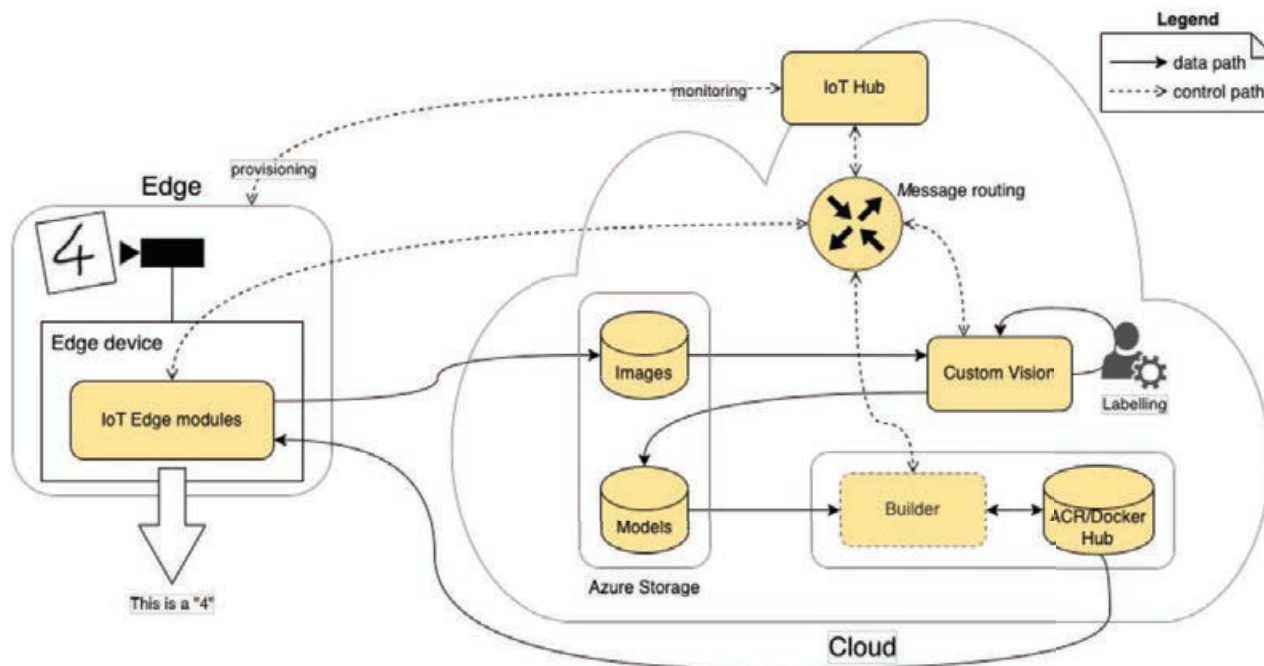 Legend
data path
control path
IoT Hub
monitoring
provisioning
Edge
4
Message routing
Edge device
IoT Edge modules
Images
Custom Vision
Labelling
Models
Builder
ACR/Docker
Hub
Azure Storage
This is a "4"
Cloud